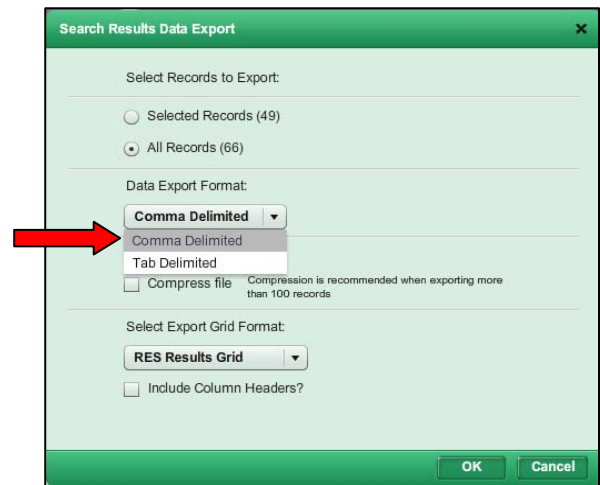 Search Results Data Export
Select Records to Export:
Selected Records (49)
All Records (66)
Data Export Format:
Comma Delimited
Comma Delimited
Tab Delimited
Compress file
Compression is recommended when exporting more
than 100 records
Select Export Grid Format:
RES Results Grid
Include Column Headers?
OK
Cancel